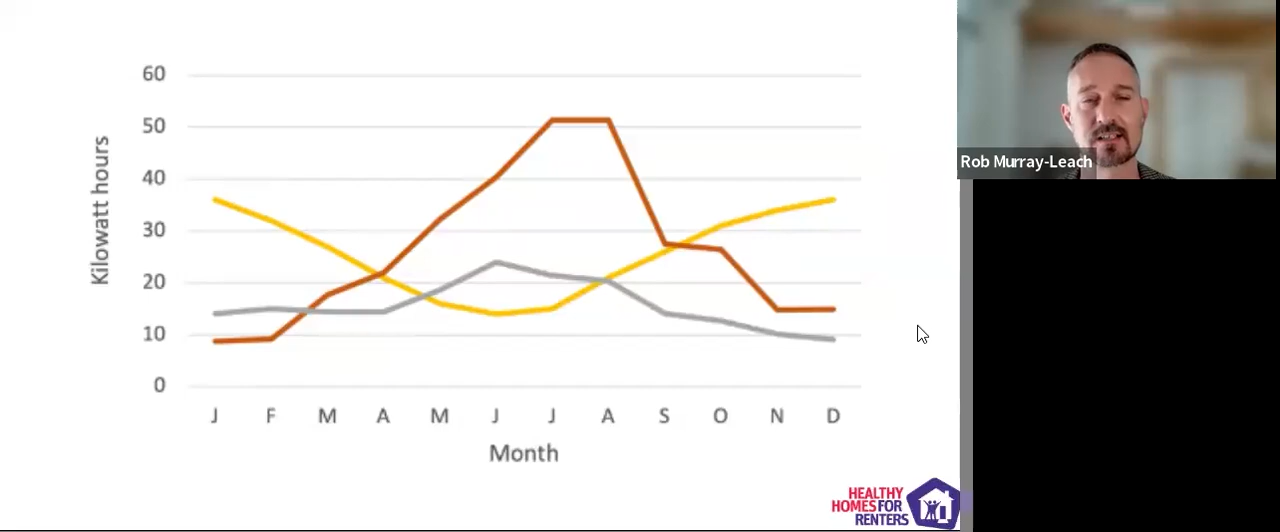 60
50
40
30
20
10
0
Kilowatt hours
J F M A M J J A S O N D
Month
Rob Murray-Leach
HEALTHY
HOMES FOR
RENTERS